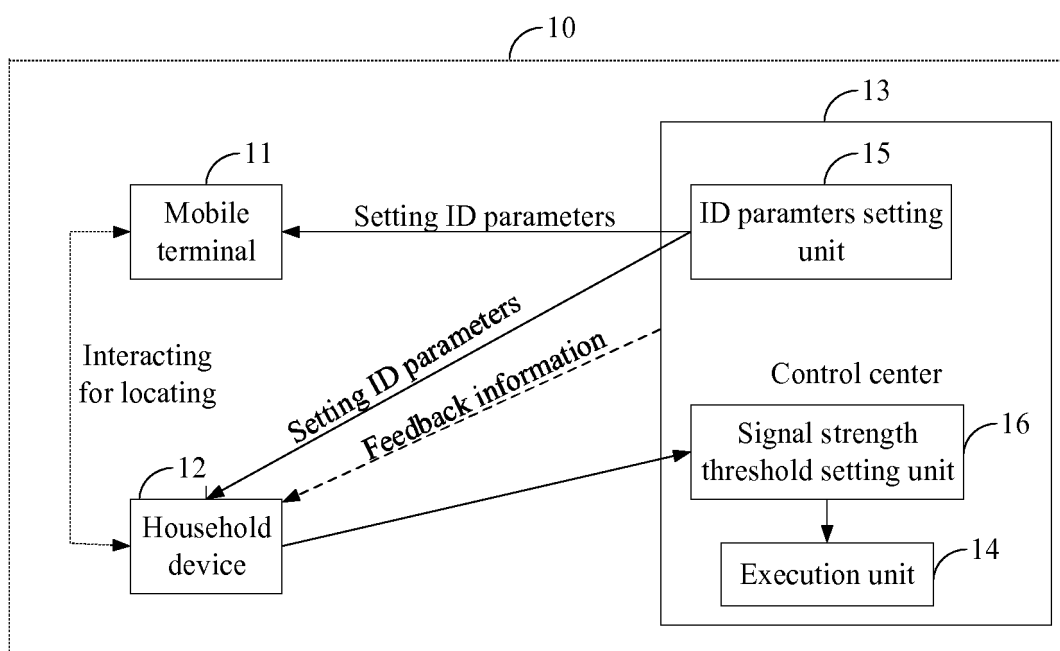 10
13
11
15
Mobile
terminal
Setting ID parameters
ID paramters setting
unit
Setting ID parameters
Feedback information
Interacting
for locating
Control center
16
Signal strength
threshold setting unit
12
Household
device
14
Execution unit